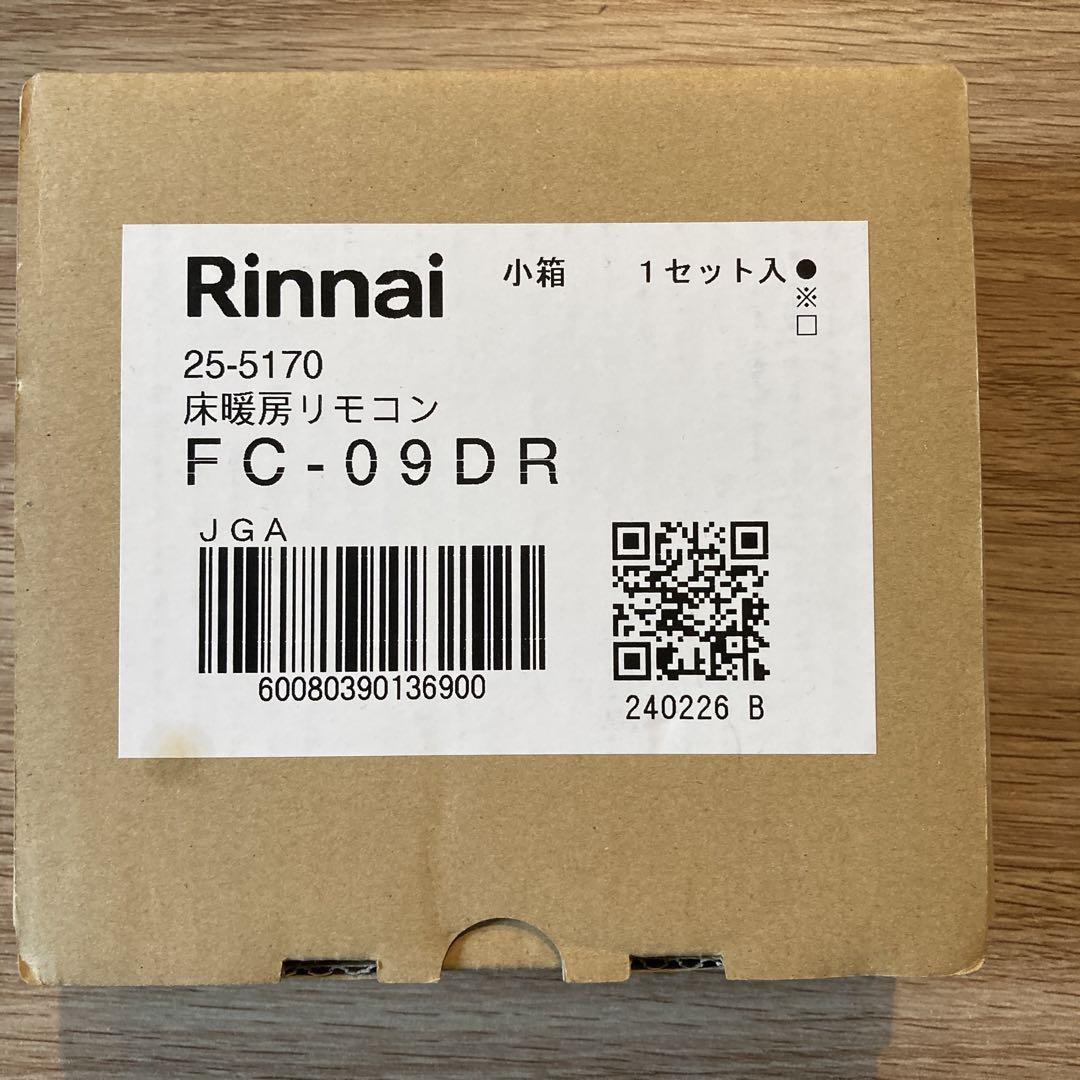 Rinnai 小箱 1セット入●
※
□
25-5170
床暖房リモコン
FC-09DR
JGA
60080390136900
240226 B